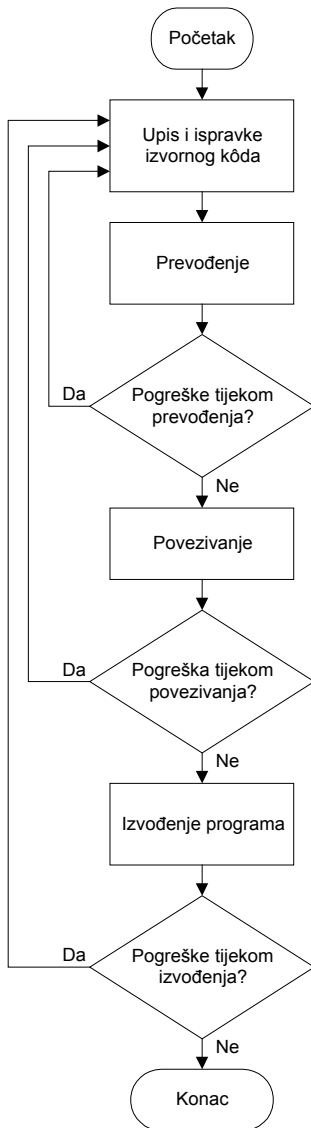 Početak
Upis i ispravke
izvornog kôda
Prevođenje
Da
Pogreške tijekom
prevođenja?
Ne
Povezivanje
Da
Pogreška tijekom
povezivanja?
Ne
Izvođenje programa
Da
Pogreške tijekom
izvođenja?
Ne
Konac